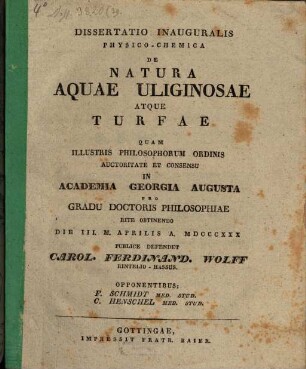 DISSERTATIO INAUGURALIS
PHYSICO-CHEMICA
DE
NATURA
AQUAE ULIGINOSAE
ATQUE
TURFAE
QUAM
ILLUSTRIS PHILOSOPHORUM ORDINIS
AUCTORITATE ET CONSENSU
IN
ACADEMIA GEORGIA AUGUSTA
PRO
GRADU DOCTORIS PHILOSOPHIAE
RITE OBTINENDO
DIE III. M. APRILIS A. MDCCCXXX
PUBLICE DEFENDET
CAROL. FERDINAND. WOLFF
RINTELIO-HASSUS.
OPPONENTIBUS:
F. SCHMIDT MED. STUD.
C. HENSCHEL MED. STUD.
GOTTINGAE,
IMPRESSIT FRATR. BAIER.